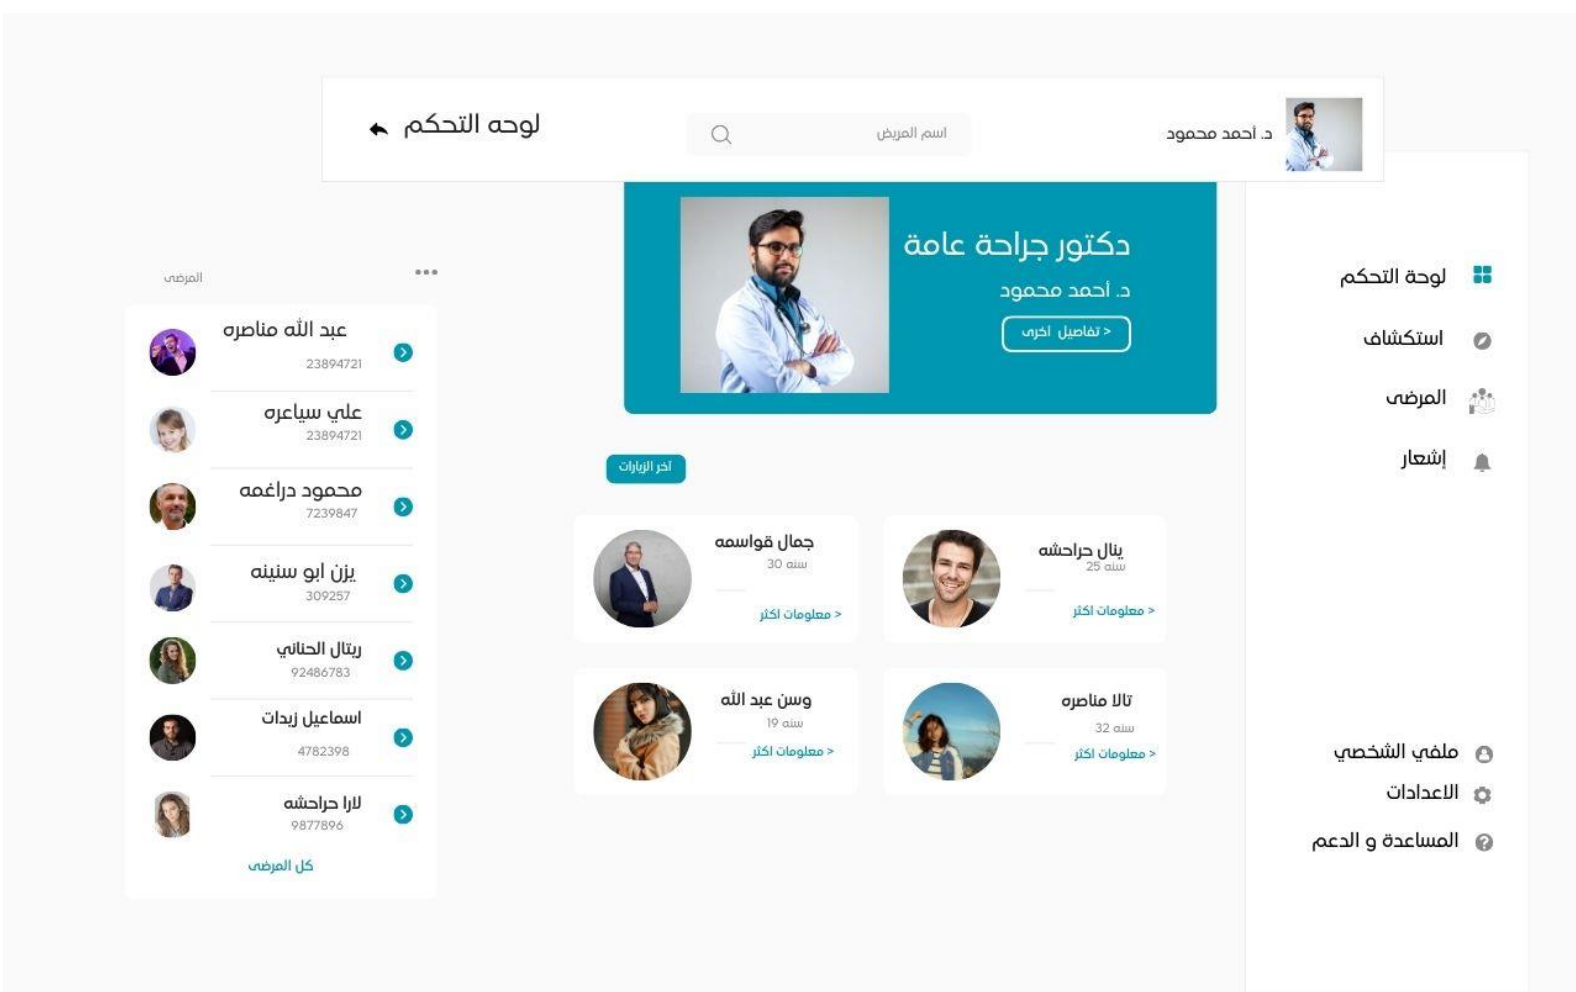 د. أحمد محمود
اسم المريض
لوحه التحكم
لوحة التحكم
استكشاف
المرضى
إشعار
ملفي الشخصي
الاعدادات
المساعدة و الدعم
دكتور جراحة عامة
د. أحمد محمود
> تفاصيل اخرى
آخر الزيارات
ينال حراحشه
سنه 25
> معلومات اكثر
جمال قواسمه
سنه 30
> معلومات اكثر
تالا مناصره
سنه 32
> معلومات اكثر
وسن عبد الله
سنه 19
> معلومات اكثر
المرضى
عبد الله مناصره
23894721
علي سياعره
23894721
محمود دراغمه
7239847
يزن ابو سنينه
309257
ريتال الحناني
92486783
اسماعيل زيدات
4782398
لارا حراحشه
9877896
كل المرضى